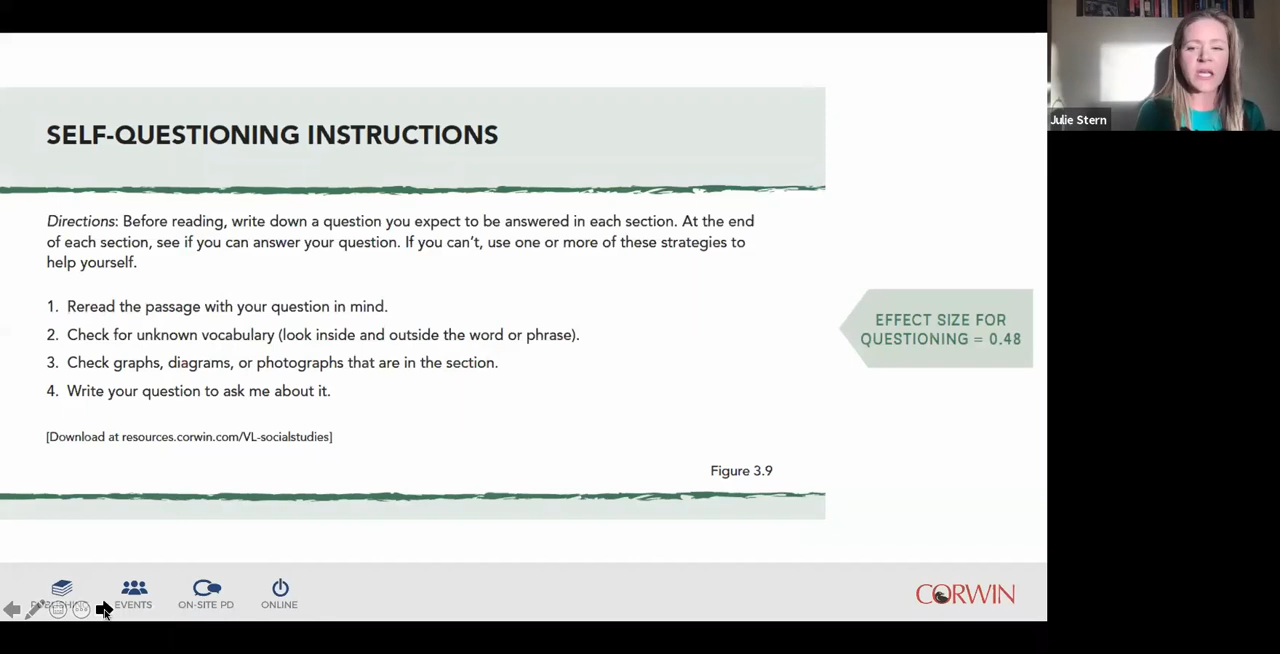 SELF-QUESTIONING INSTRUCTIONS
Directions: Before reading, write down a question you expect to be answered in each section. At the end
of each section, see if you can answer your question. If you can't, use one or more of these strategies to
help yourself.
1. Reread the passage with your question in mind.
2. Check for unknown vocabulary (look inside and outside the word or phrase).
3. Check graphs, diagrams, or photographs that are in the section.
4. Write your question to ask me about it.
[Download at resources.corwin.com/VL-socialstudies]
Figure 3.9
EFFECT SIZE FOR
QUESTIONING = 0.48
Julie Stern
EVENTS
ON-SITE PD
ONLINE
CORWIN